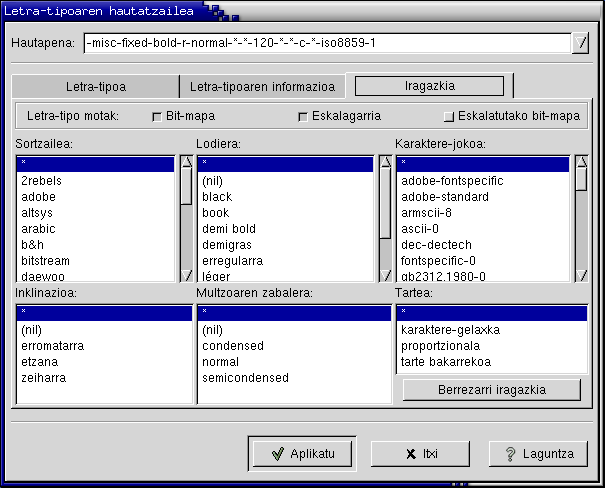 Letra-tipoaren hautatzailea
Hautapena: -misc-fixed-bold-r-normal-*-*-120-*-*-c-*-iso8859-1
Letra-tipoa Letra-tipoaren informazioa Iragazkia
Letra-tipo motak: Bit-mapa Eskalagarria Eskalatutako bit-mapa
Sortzailea:
*
2rebels
adobe
altsys
arabic
b&h
bitstream
daewoo
Lodiera:
*
(nil)
black
book
demi bold
demigras
erregularra
léger
Karaktere-jokoa:
*
adobe-fontspecific
adobe-standard
armscii-8
ascii-0
dec-dectech
fontspecific-0
gb2312.1980-0
Inklinazioa:
*
(nil)
erromatarra
etzana
zeiharra
Multzoaren zabalera:
*
(nil)
condensed
normal
semicondensed
Tartea:
*
karaktere-gelaxka
proportzionala
tarte bakarrekoa
Berrezarri iragazkia
Aplikatu Itxi Laguntza